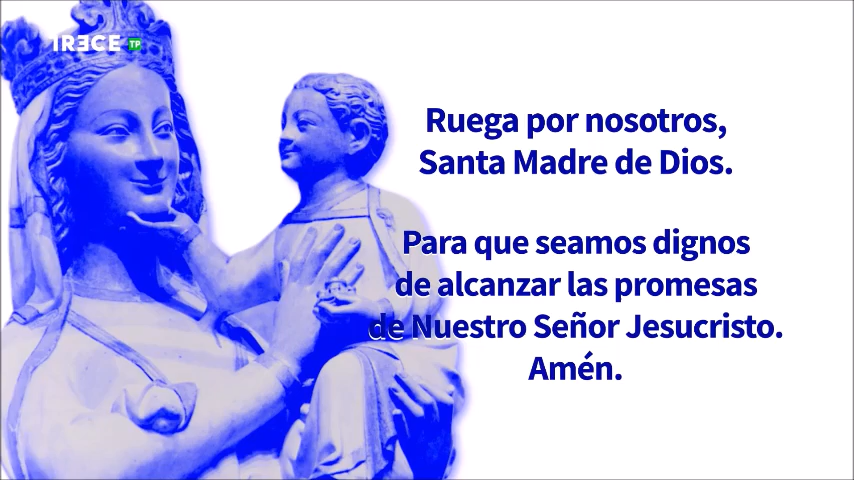 TRECE TP
Ruega por nosotros,
Santa Madre de Dios.
Para que seamos dignos
de alcanzar las promesas
de Nuestro Señor Jesucristo.
Amén.